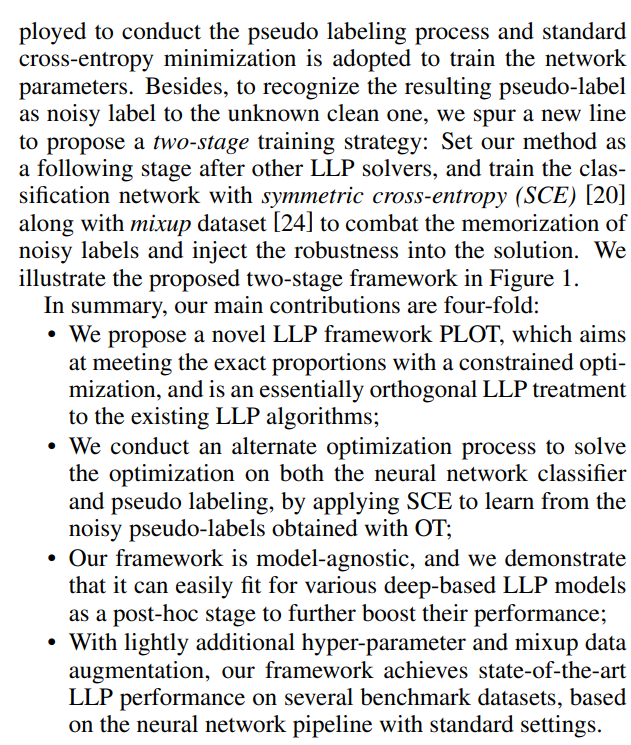 ployed to conduct the pseudo labeling process and standard
cross-entropy minimization is adopted to train the network
parameters. Besides, to recognize the resulting pseudo-label
as noisy label to the unknown clean one, we spur a new line
to propose a two-stage training strategy: Set our method as
a following stage after other LLP solvers, and train the clas-
sification network with symmetric cross-entropy (SCE) [20]
along with mixup dataset [24] to combat the memorization of
noisy labels and inject the robustness into the solution. We
illustrate the proposed two-stage framework in Figure 1.
In summary, our main contributions are four-fold:
• We propose a novel LLP framework PLOT, which aims
at meeting the exact proportions with a constrained opti-
mization, and is an essentially orthogonal LLP treatment
to the existing LLP algorithms;
• We conduct an alternate optimization process to solve
the optimization on both the neural network classifier
and pseudo labeling, by applying SCE to learn from the
noisy pseudo-labels obtained with OT;
• Our framework is model-agnostic, and we demonstrate
that it can easily fit for various deep-based LLP models
as a post-hoc stage to further boost their performance;
• With lightly additional hyper-parameter and mixup data
augmentation, our framework achieves state-of-the-art
LLP performance on several benchmark datasets, based
on the neural network pipeline with standard settings.